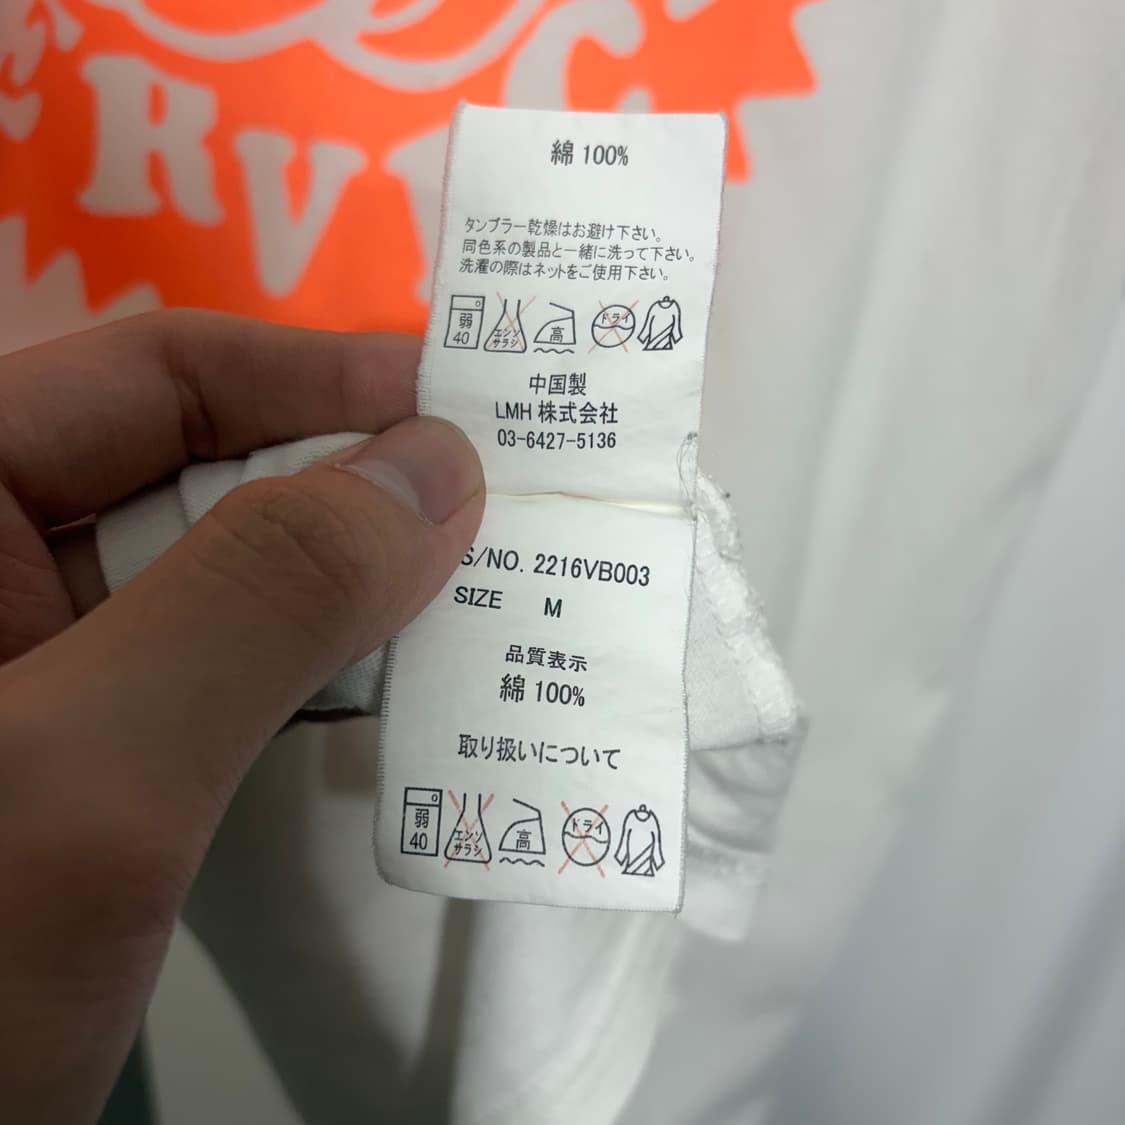 RV
綿 100%
タンブラー乾燥はお避け下さい。
同色系の製品と一緒に洗って下さい。
洗濯の際はネットをご使用下さい。
弱 40 エンソサラシ 高 ドライ
中国製
LMH 株式会社
03-6427-5136
S/NO. 2216VB003
SIZE M
品質表示
綿 100%
取り扱いについて
弱 40 エンソサラシ 高 ドライ